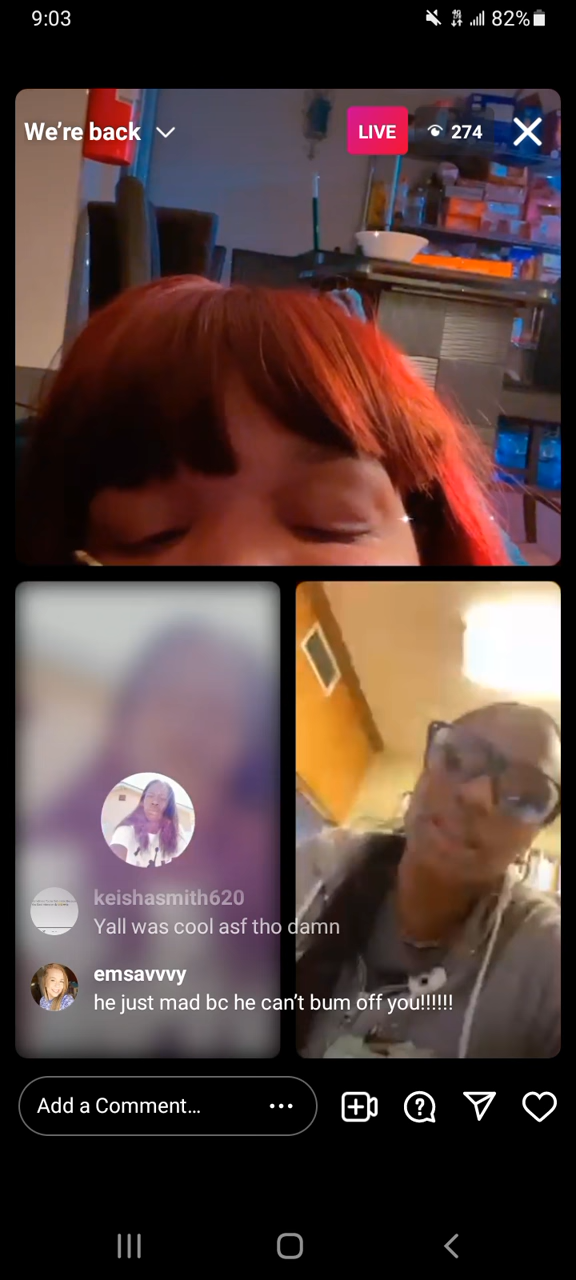 9:03
82%
We're back
LIVE
274
keishasmith620
Yall was cool asf tho damn
emsavvvy
he just mad bc he can't bum off you!!!!!!
Add a Comment...